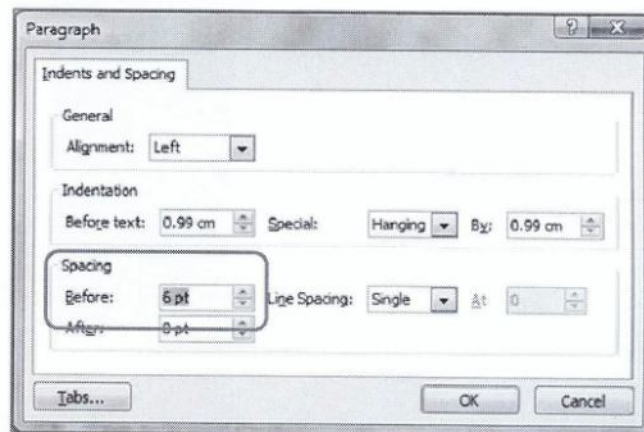 Paragraph
Indents and Spacing
General
Alignment: Left
Indentation
Before text: 0.99 cm Special: Hanging By: 0.99 cm
Spacing
Before: 6 pt Line Spacing: Single At 0
After: 0 pt
Tabs... OK Cancel